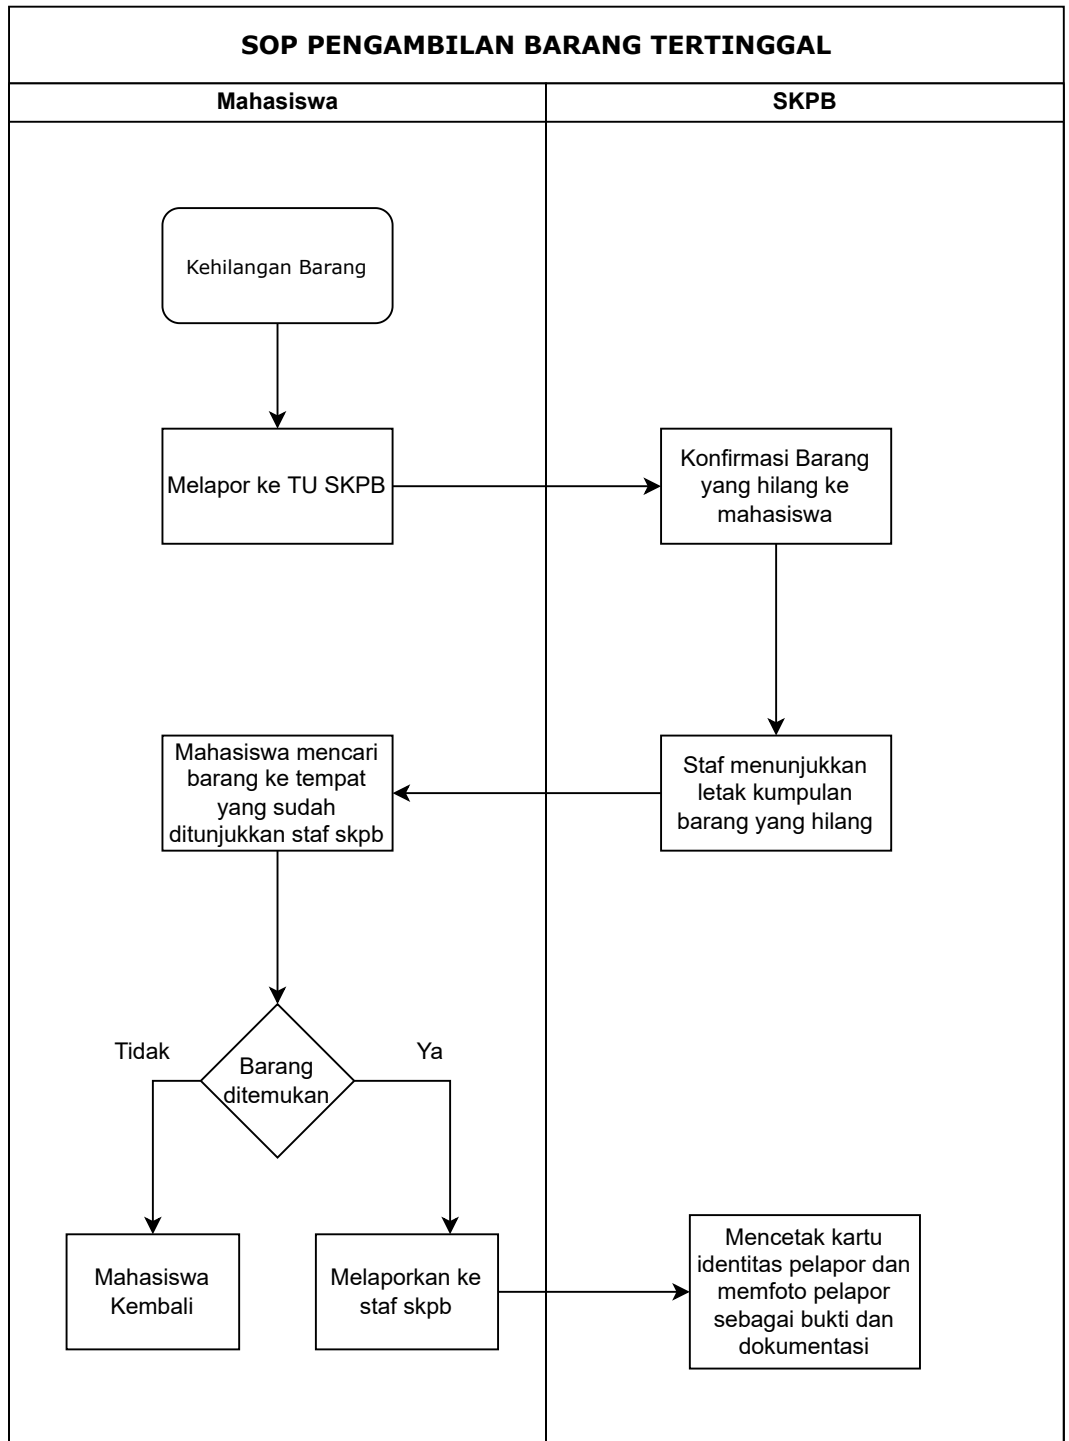 SOP PENGAMBILAN BARANG TERTINGGAL
Mahasiswa
SKPB
Kehilangan Barang
Melapor ke TU SKPB
Konfirmasi Barang
yang hilang ke
mahasiswa
Staf menunjukkan
letak kumpulan
barang yang hilang
Mahasiswa mencari
barang ke tempat
yang sudah
ditunjukkan staf skpb
Barang
ditemukan
Tidak
Ya
Mahasiswa
Kembali
Melaporkan ke
staf skpb
Mencetak kartu
identitas pelapor dan
memfoto pelapor
sebagai bukti dan
dokumentasi